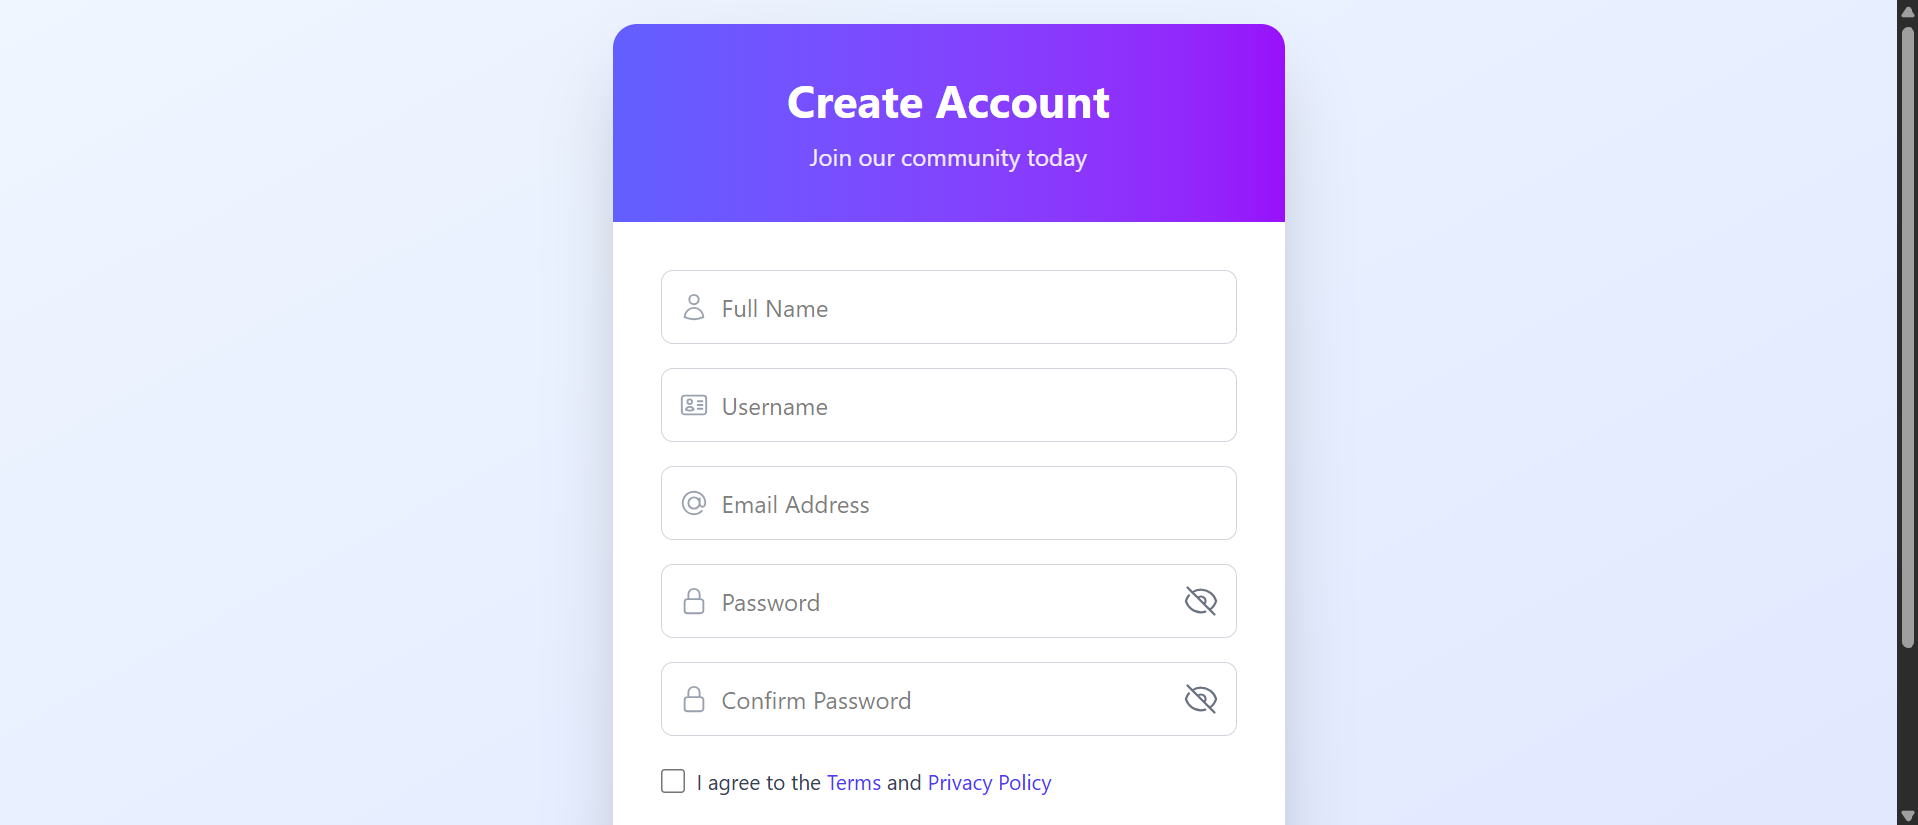 Create Account
Join our community today
Full Name
Username
Email Address
Password
Confirm Password
I agree to the Terms and Privacy Policy